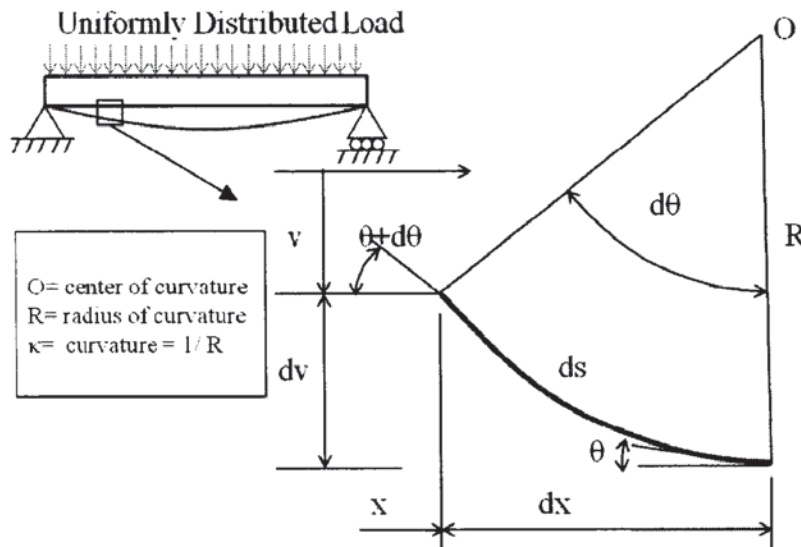 Uniformly Distributed Load
O
dθ
R
v
θ+dθ
O= center of curvature
R= radius of curvature
κ= curvature = 1/ R
dv
ds
θ
x
dx